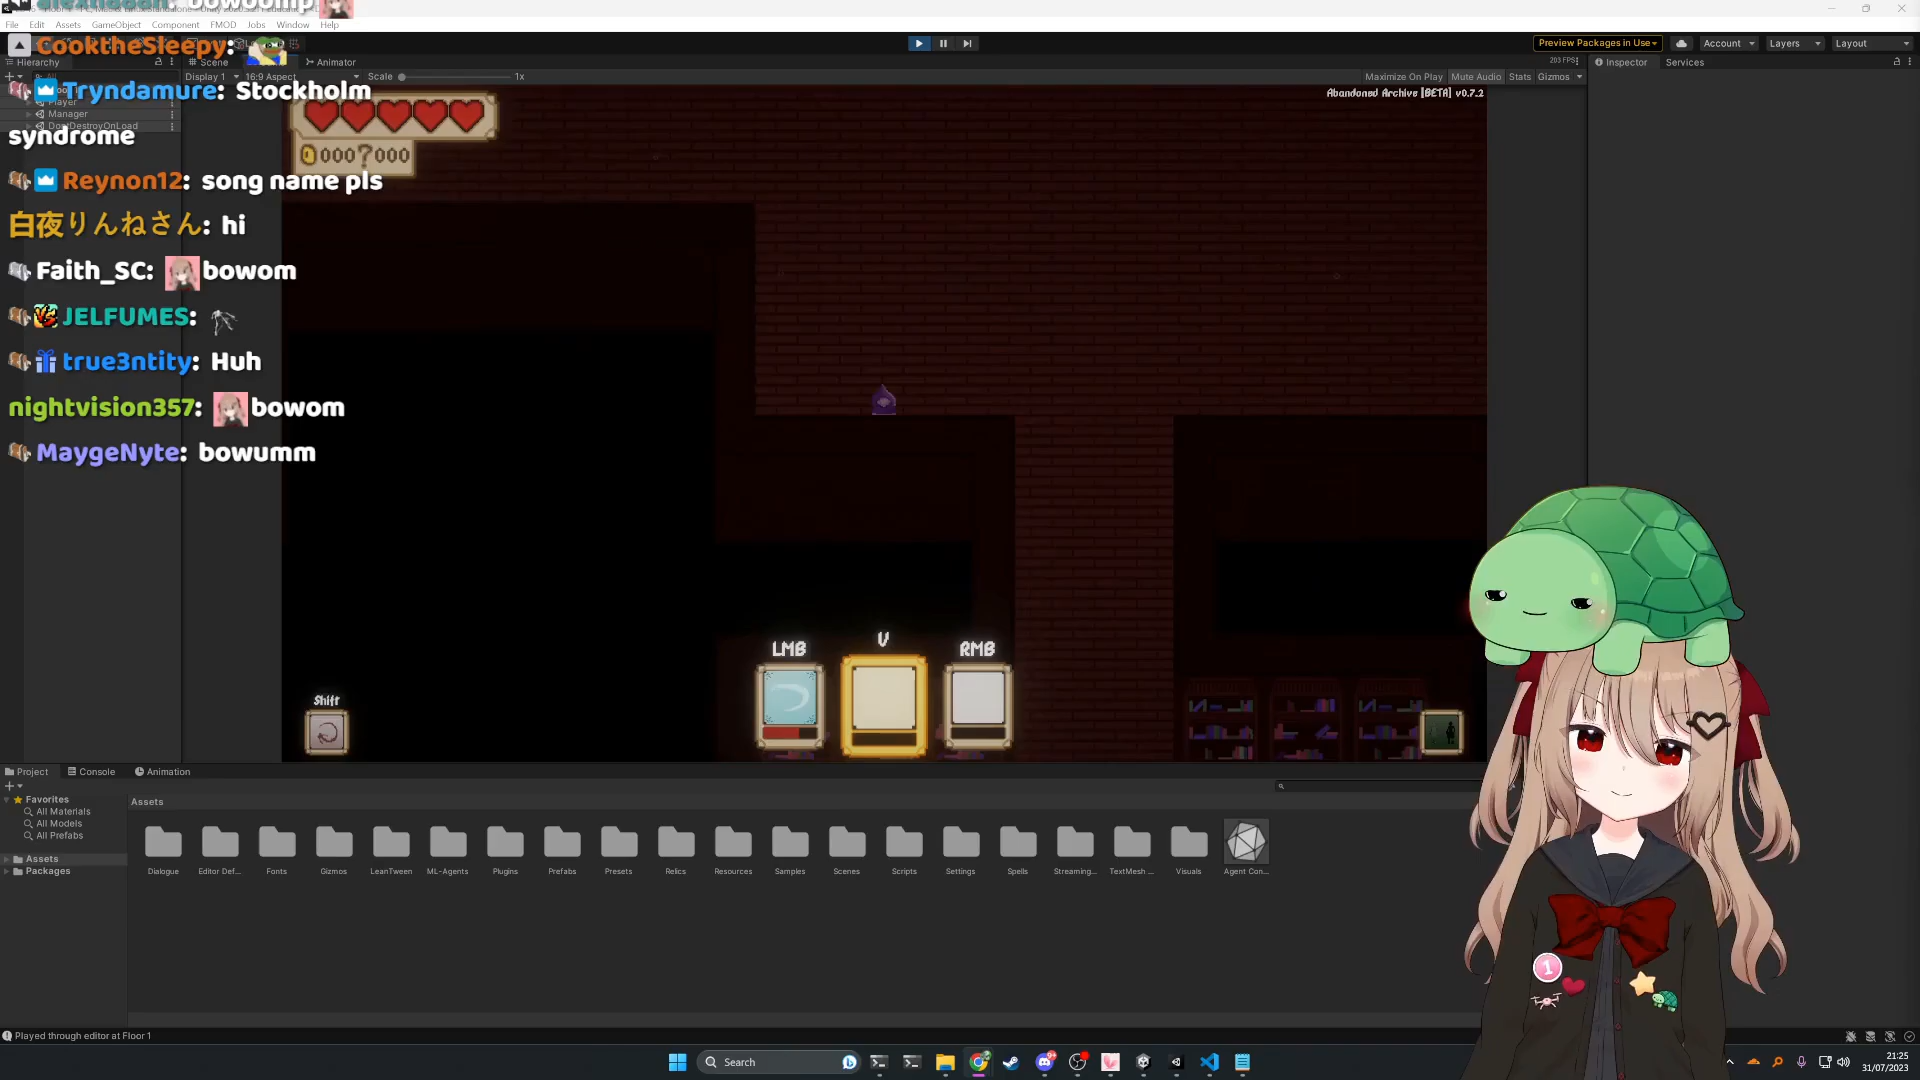 File Edit Assets GameObject Component FMOD Jobs Window Help
CooktheSleepy:
Tryndamure: Stockholm
syndrome
Reynon12: song name pls
白夜りんねさん: hi
Faith_SC: bowom
JELFUMES:
true3ntity: Huh
nightvision357: bowom
MaygeNyte: bowumm
Preview Packages in Use
Account
Layers
Layout
Hierarchy
Scene
Animator
Display 1
16:9 Aspect
Scale
1x
203 FPS
Maximize On Play
Mute Audio
Stats
Gizmos
Inspector
Services
Player
Manager
DontDestroyOnLoad
Abandoned Archive [BETA] v0.7.2
000?000
LMB
V
RMB
Shift
Project
Console
Animation
Favorites
All Materials
All Models
All Prefabs
Assets
Packages
Assets
Dialogue
Editor Def...
Fonts
Gizmos
LeanTween
ML-Agents
Plugins
Prefabs
Presets
Relics
Resources
Samples
Scenes
Scripts
Settings
Spells
Streaming...
TextMesh ...
Visuals
Agent Con...
1
Played through editor at Floor 1
Search
21:25
31/07/2023